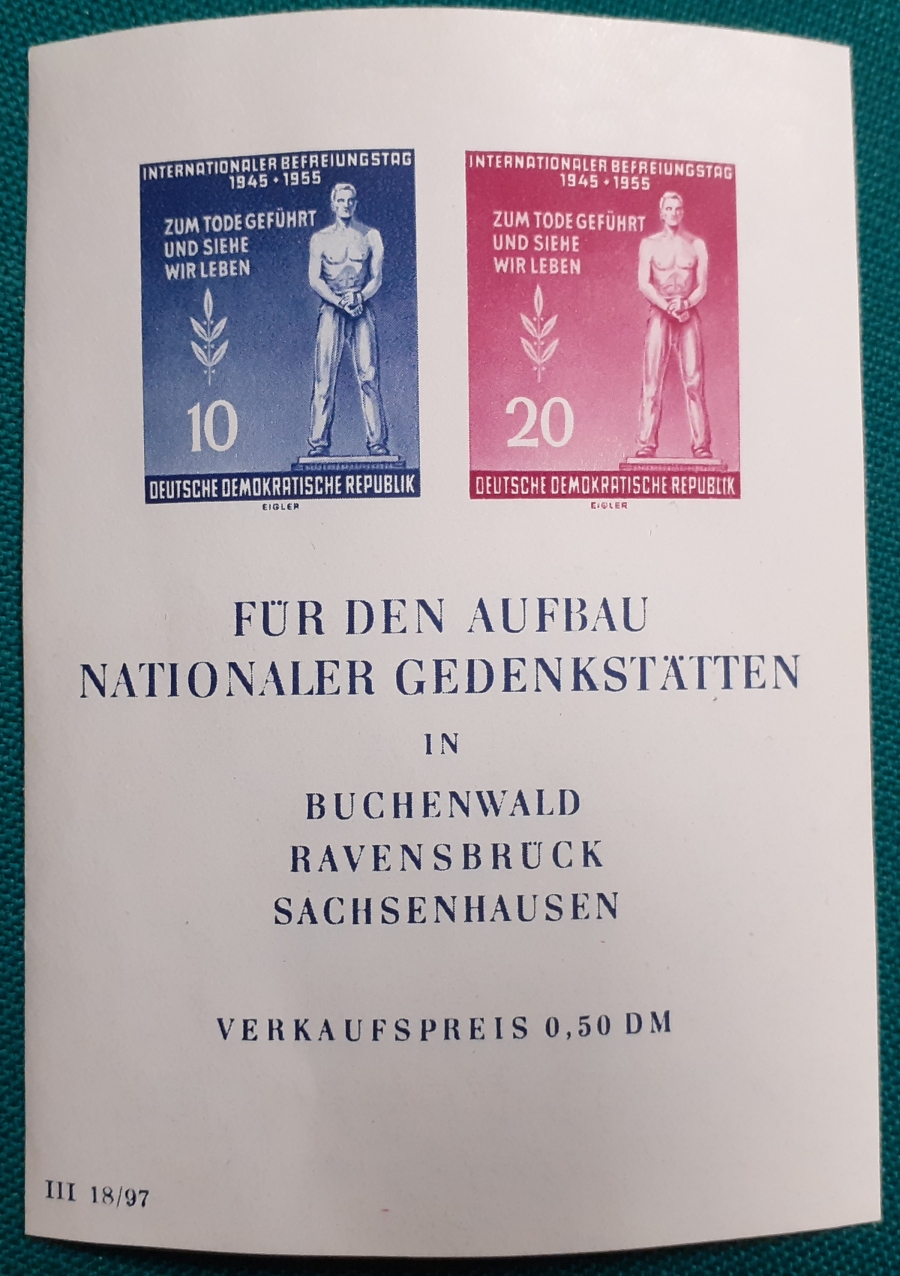 INTERNATIONALER BEFREIUNGSTAG
1945 • 1955
ZUM TODE GEFÜHRT
UND SIEHE
WIR LEBEN
10
DEUTSCHE DEMOKRATISCHE REPUBLIK
EIGLER
INTERNATIONALER BEFREIUNGSTAG
1945 • 1955
ZUM TODE GEFÜHRT
UND SIEHE
WIR LEBEN
20
DEUTSCHE DEMOKRATISCHE REPUBLIK
EIGLER
FÜR DEN AUFBAU
NATIONALER GEDENKSTÄTTEN
IN
BUCHENWALD
RAVENSBRÜCK
SACHSENHAUSEN
VERKAUFSPREIS 0,50 DM
III 18/97